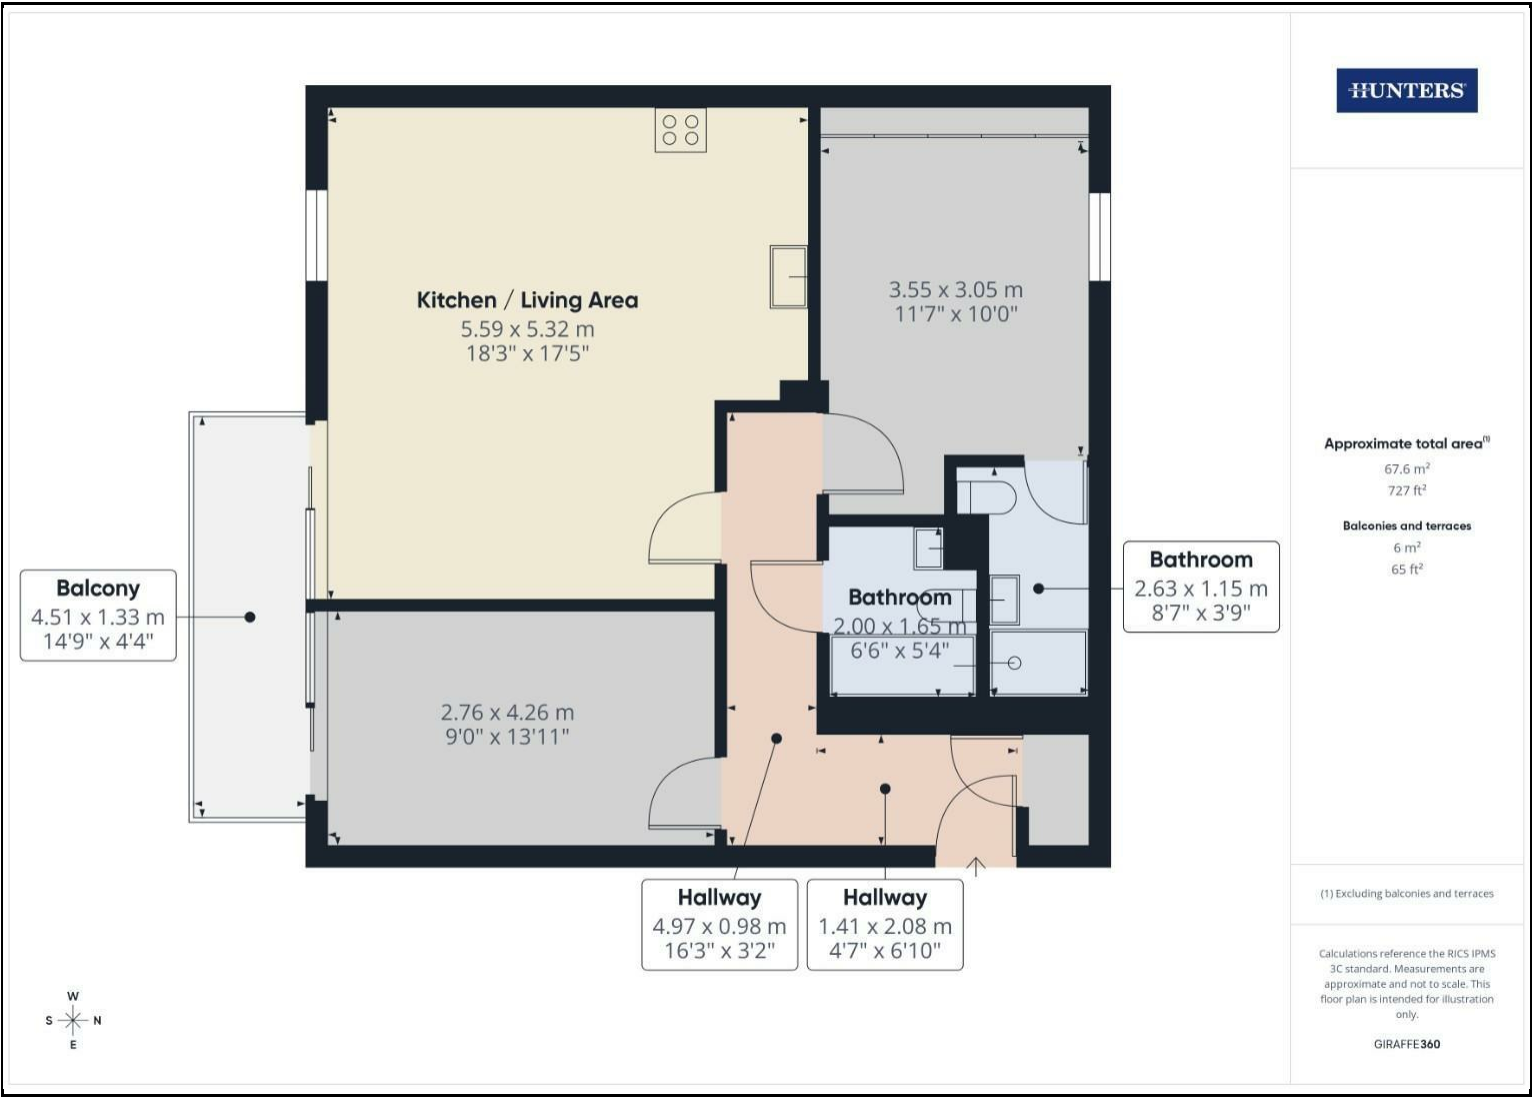 HUNTERS
Kitchen / Living Area
5.59 x 5.32 m
18'3" x 17'5"
3.55 x 3.05 m
11'7" x 10'0"
Balcony
4.51 x 1.33 m
14'9" x 4'4"
Bathroom
2.00 x 1.65 m
6'6" x 5'4"
Bathroom
2.63 x 1.15 m
8'7" x 3'9"
2.76 x 4.26 m
9'0" x 13'11"
Hallway
4.97 x 0.98 m
16'3" x 3'2"
Hallway
1.41 x 2.08 m
4'7" x 6'10"
W
S N
E
Approximate total area(1)
67.6 m²
727 ft²
Balconies and terraces
6 m²
65 ft²
(1) Excluding balconies and terraces
Calculations reference the RICS IPMS
3C standard. Measurements are
approximate and not to scale. This
floor plan is intended for illustration
only.
GIRAFFE360